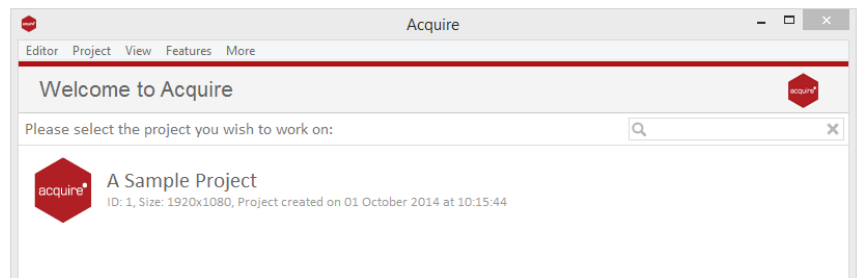 acquire
Acquire
Editor Project View Features More
Welcome to Acquire
acquire
Please select the project you wish to work on:
acquire
A Sample Project
ID: 1, Size: 1920x1080, Project created on 01 October 2014 at 10:15:44